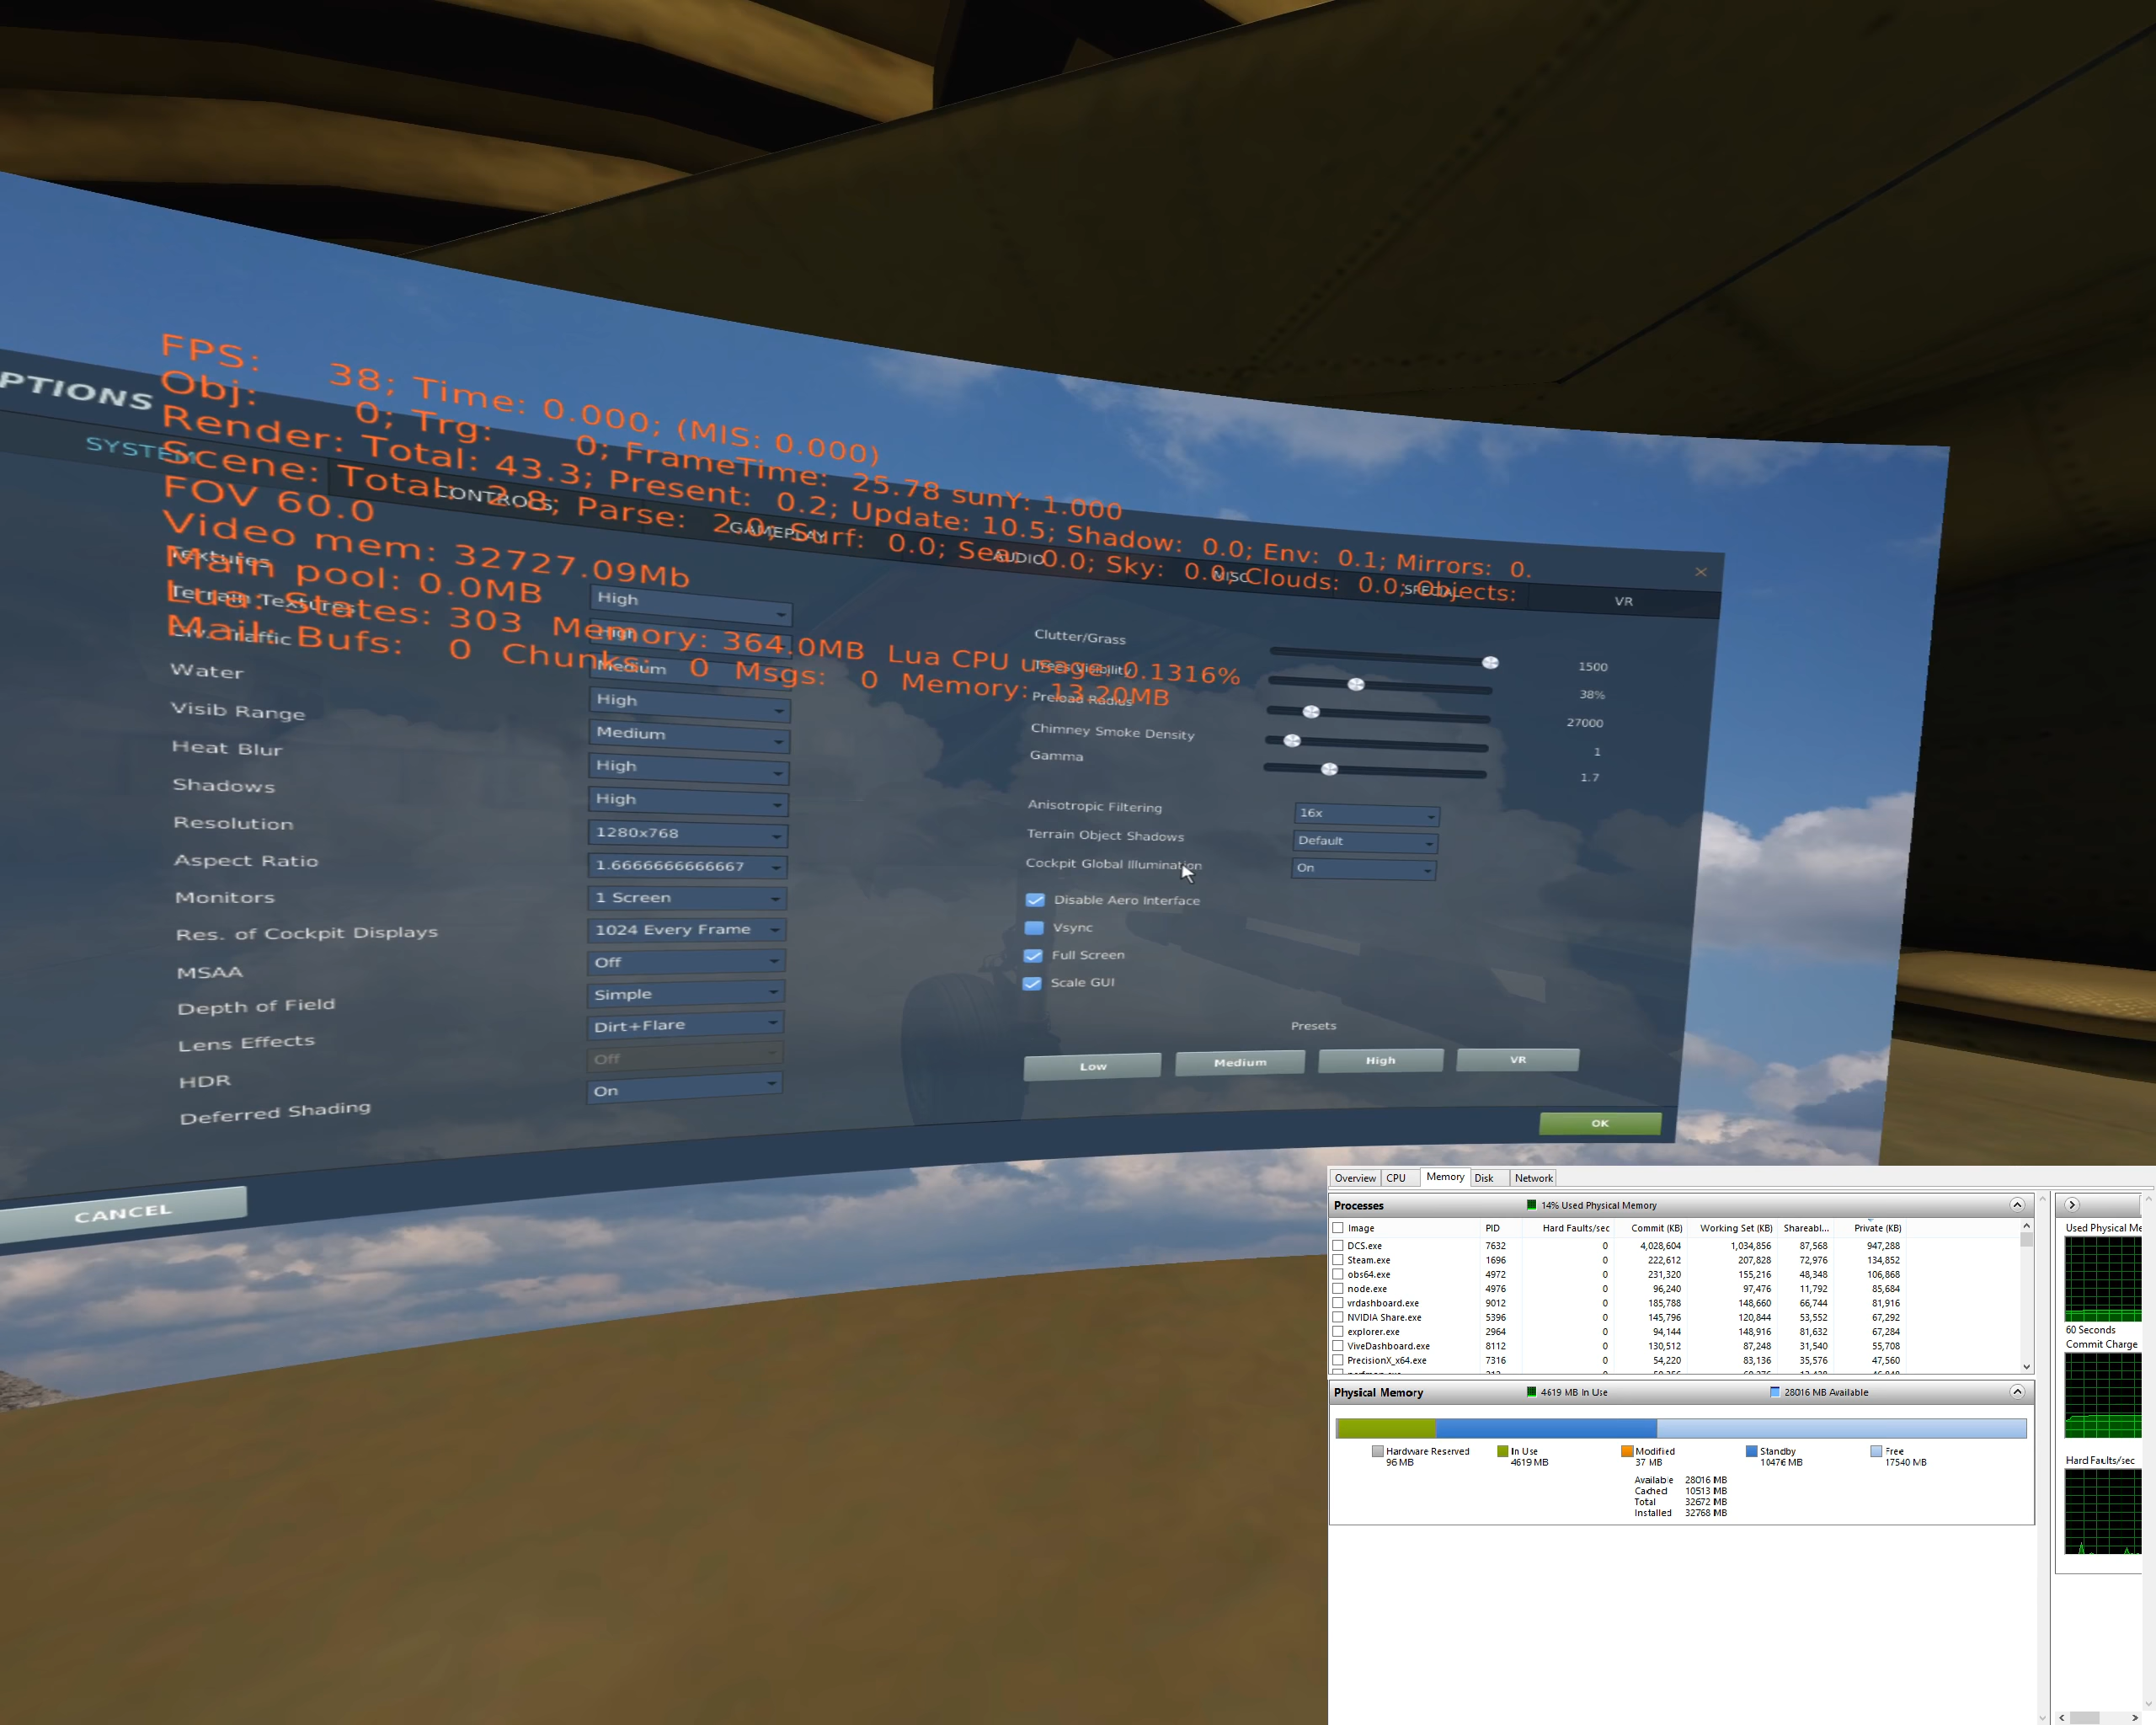 FPS: 38; Time: 0.000; (MIS: 0.000)
Obj: 0; Trg: 0; FrameTime: 25.78 sunY: 1.000
Render: Total: 43.3; Present: 0.2; Update: 10.5; Shadow: 0.0; Env: 0.1; Mirrors: 0.
Scene: Total: 2.8; Parse: 2.0; Surf: 0.0; Sea: 0.0; Sky: 0.0; Clouds: 0.0; Objects:
FOV 60.0
Video mem: 32727.09Mb
Main pool: 0.0MB
Lua: States: 303 Memory: 364.0MB Lua CPU usage: 0.1316%
Mail: Bufs: 0 Chunks: 0 Msgs: 0 Memory: 13.20MB
PTIONS
SYSTEM CONTROLS GAMEPLAY AUDIO MISC SPECIAL VR
Textures High
Terrain Textures High
Civ. Traffic Medium
Water High
Visib Range Medium
Heat Blur High
Shadows High
Resolution 1280x768
Aspect Ratio 1.6666666666667
Monitors 1 Screen
Res. of Cockpit Displays 1024 Every Frame
MSAA Off
Depth of Field Simple
Lens Effects Dirt+Flare
HDR Off
Deferred Shading On
Clutter/Grass 1500
Trees Visibility 38%
Preload Radius 27000
Chimney Smoke Density 1
Gamma 1.7
Anisotropic Filtering 16x
Terrain Object Shadows Default
Cockpit Global Illumination On
Disable Aero Interface
Vsync
Full Screen
Scale GUI
Presets
Low Medium High VR
OK
CANCEL
Overview CPU Memory Disk Network
Processes 14% Used Physical Memory
Image PID Hard Faults/sec Commit (KB) Working Set (KB) Shareabl... Private (KB)
DCS.exe 7632 0 4,028,604 1,034,856 87,568 947,288
Steam.exe 1696 0 222,612 207,828 72,976 134,852
obs64.exe 4972 0 231,320 155,216 48,348 106,868
node.exe 4976 0 96,240 97,476 11,792 85,684
vrdashboard.exe 9012 0 185,788 148,660 66,744 81,916
NVIDIA Share.exe 5396 0 145,796 120,844 53,552 67,292
explorer.exe 2964 0 94,144 148,916 81,632 67,284
ViveDashboard.exe 8112 0 130,512 87,248 31,540 55,708
PrecisionX_x64.exe 7316 0 54,220 83,136 35,576 47,560
Physical Memory 4619 MB In Use 28016 MB Available
Hardware Reserved In Use Modified Standby Free
96 MB 4619 MB 37 MB 10476 MB 17540 MB
Available 28016 MB
Cached 10513 MB
Total 32672 MB
Installed 32768 MB
Used Physical Me
60 Seconds
Commit Charge
Hard Faults/sec